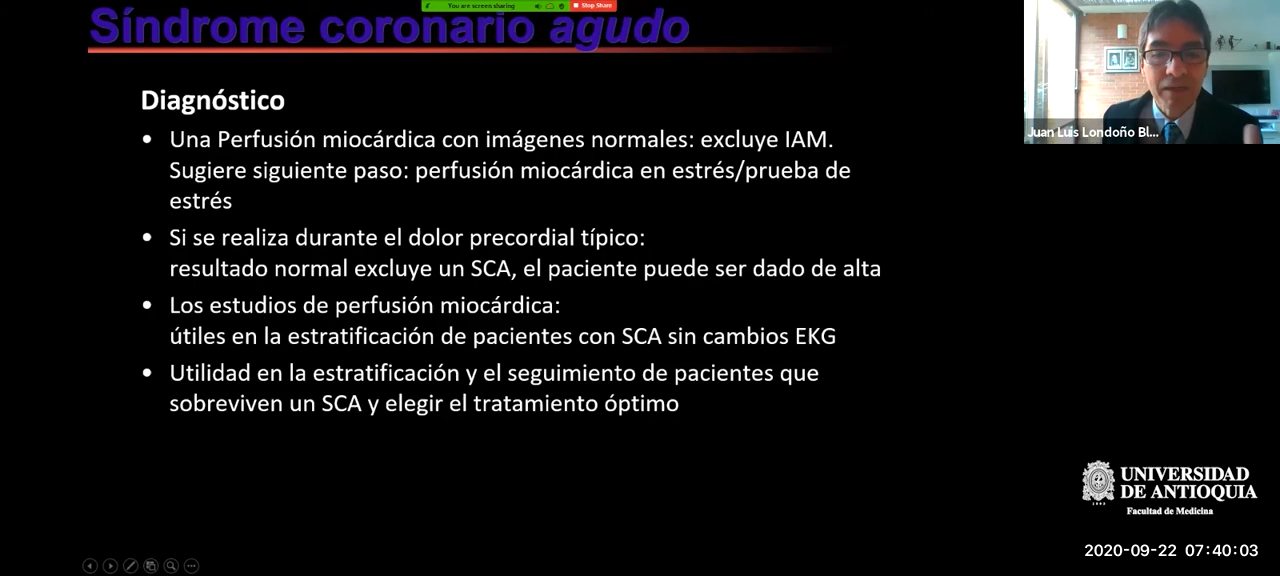 You are screen sharing
Stop Share
Síndrome coronario agudo
Diagnóstico
• Una Perfusión miocárdica con imágenes normales: excluye IAM.
Sugiere siguiente paso: perfusión miocárdica en estrés/prueba de
estrés
• Si se realiza durante el dolor precordial típico:
resultado normal excluye un SCA, el paciente puede ser dado de alta
• Los estudios de perfusión miocárdica:
útiles en la estratificación de pacientes con SCA sin cambios EKG
• Utilidad en la estratificación y el seguimiento de pacientes que
sobreviven un SCA y elegir el tratamiento óptimo
Juan Luis Londoño Bl...
UNIVERSIDAD
DE ANTIOQUIA
1803
Facultad de Medicina
2020-09-22 07:40:03